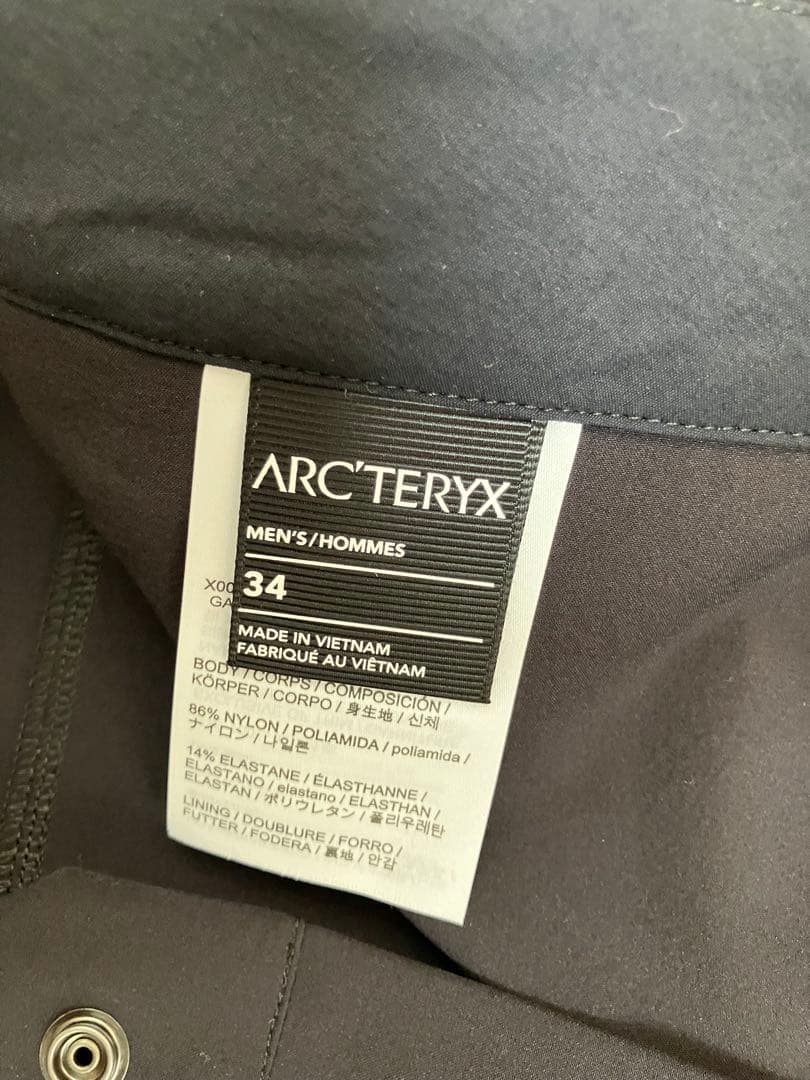 ARC'TERYX
MEN'S/HOMMES
34
MADE IN VIETNAM
FABRIQUÉ AU VIÊTNAM
X00
GA
BODY / CORPS / COMPOSICIÓN /
KÖRPER / CORPO / 身生地 / 신체
86% NYLON / POLIAMIDA / poliamida /
ナイロン / 나일론
14% ELASTANE / ÉLASTHANNE /
ELASTANO / elastano / ELASTHAN /
ELASTAN / ポリウレタン / 폴리우레탄
LINING / DOUBLURE / FORRO /
FUTTER / FODERA / 裏地 / 안감